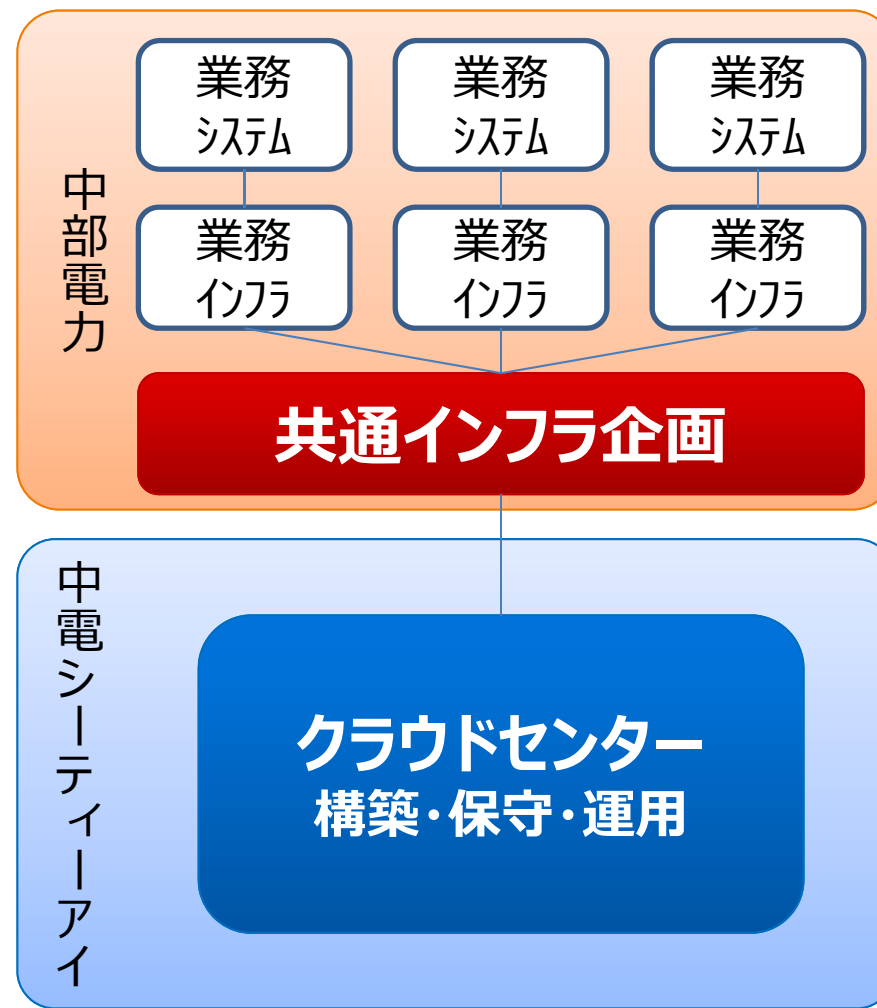 中部電力
業務
システム
業務
システム
業務
システム
業務
インフラ
業務
インフラ
業務
インフラ
共通インフラ企画
中電シーティーアイ
クラウドセンター
構築・保守・運用